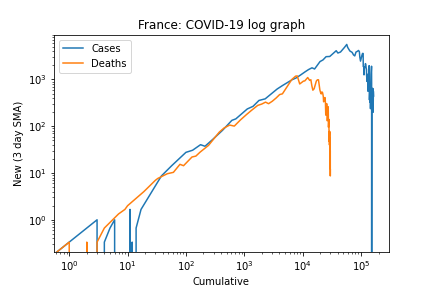 France: COVID-19 log graph
Cases
Deaths
New (3 day SMA)
10³
10²
10¹
10⁰
10⁰ 10¹ 10² 10³ 10⁴ 10⁵
Cumulative